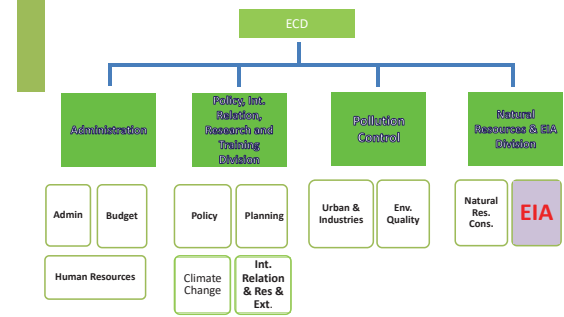 ECD
Administration
Policy, Int.
Relation,
Research and
Training
Division
Pollution
Control
Natural
Resources & EIA
Division
Admin
Budget
Human Resources
Policy
Planning
Climate
Change
Int.
Relation
& Res &
Ext.
Urban &
Industries
Env.
Quality
Natural
Res.
Cons.
EIA